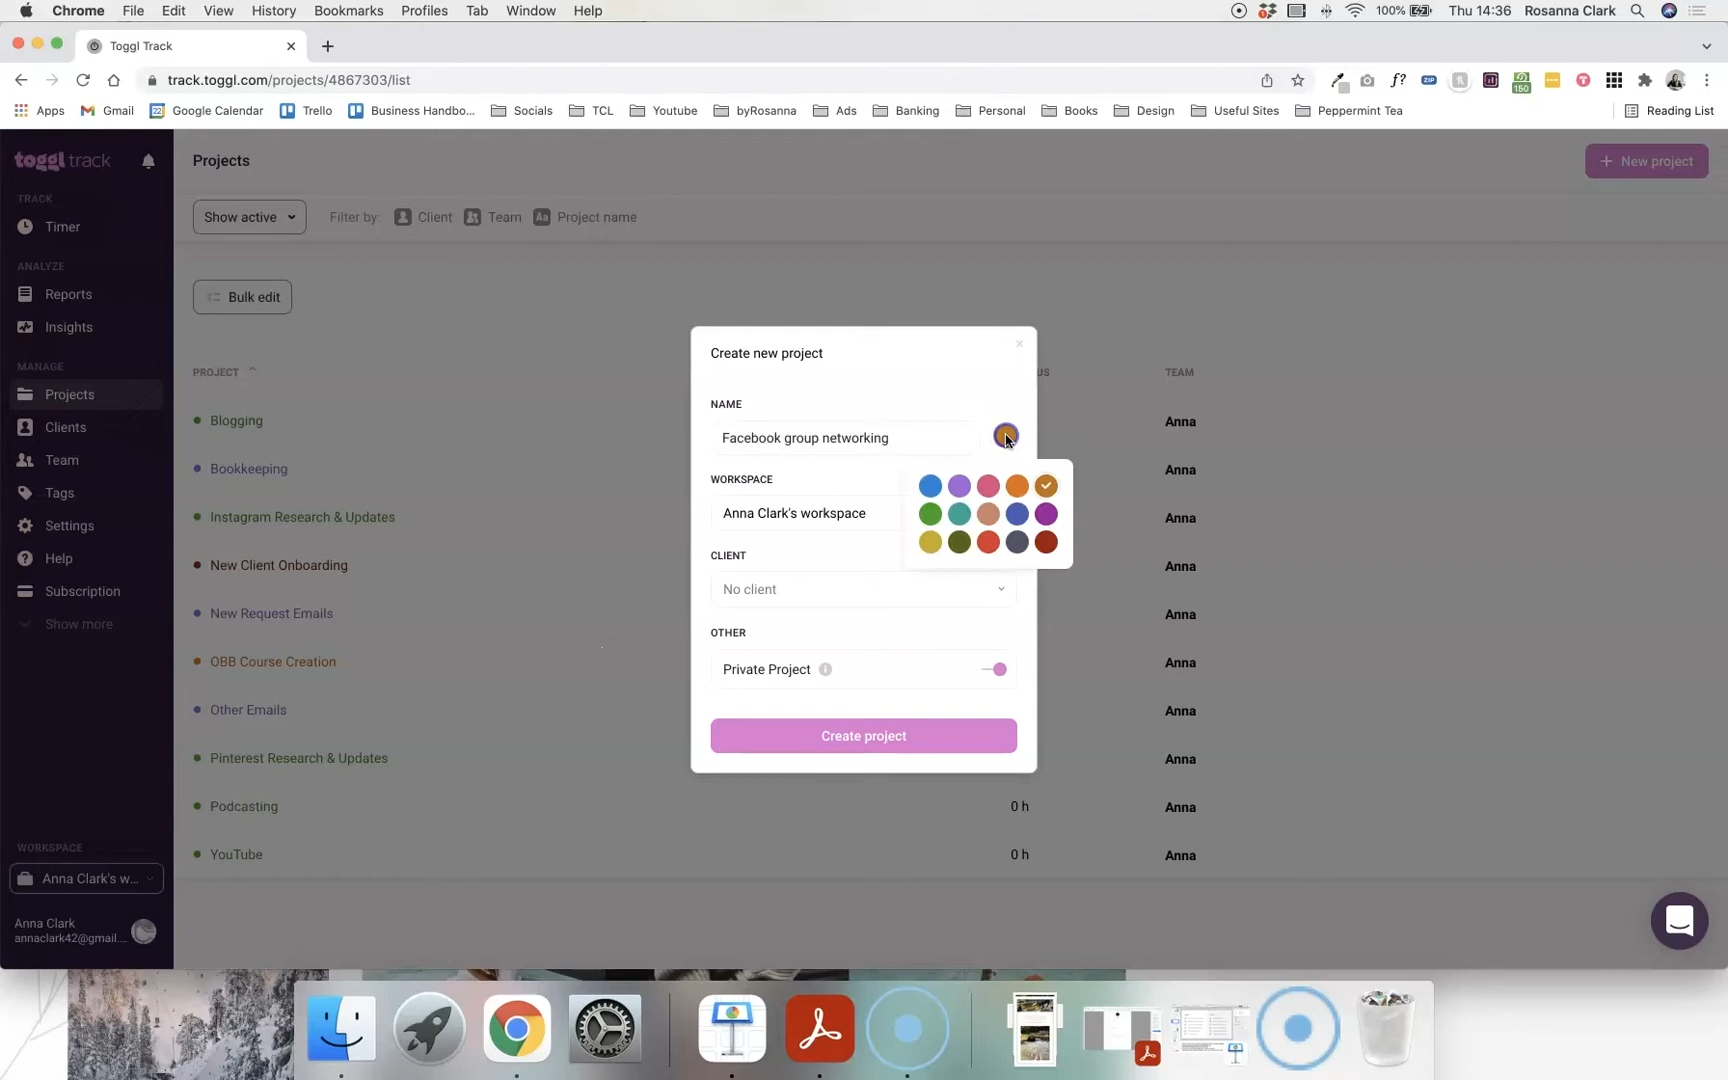 Chrome File Edit View History Bookmarks Profiles Tab Window Help 100% Thu 14:36 Rosanna Clark
Toggl Track
track.toggl.com/projects/4867303/list
ZIP
150
Apps Gmail Google Calendar Trello Business Handbo... Socials TCL Youtube byRosanna Ads Banking Personal Books Design Useful Sites Peppermint Tea Reading List
toggl track
Projects
New project
TRACK
Timer
Show active
Filter by: Client Team Aa Project name
ANALYZE
Reports
Insights
Bulk edit
MANAGE
Projects
Clients
Team
Tags
Settings
Help
Subscription
Show more
PROJECT
US
TEAM
Blogging Anna
Bookkeeping Anna
Instagram Research & Updates Anna
New Client Onboarding Anna
New Request Emails Anna
OBB Course Creation Anna
Other Emails Anna
Pinterest Research & Updates Anna
Podcasting 0 h Anna
YouTube 0 h Anna
Create new project
NAME
Facebook group networking
WORKSPACE
Anna Clark's workspace
CLIENT
No client
OTHER
Private Project
Create project
WORKSPACE
Anna Clark's w...
Anna Clark
annaclark42@gmail....